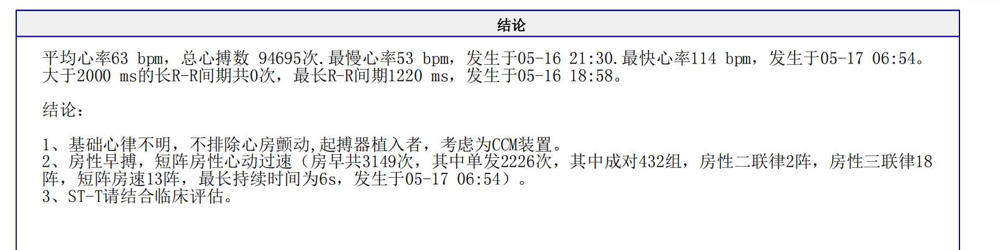 结论
平均心率63 bpm，总心搏数 94695次.最慢心率53 bpm，发生于05-16 21:30.最快心率114 bpm，发生于05-17 06:54。
大于2000 ms的长R-R间期共0次，最长R-R间期1220 ms，发生于05-16 18:58。
结论：
1、基础心律不明，不排除心房颤动,起搏器植入者，考虑为CCM装置。
2、房性早搏，短阵房性心动过速（房早共3149次，其中单发2226次，其中成对432组，房性二联律2阵，房性三联律18
阵，短阵房速13阵，最长持续时间为6s，发生于05-17 06:54）。
3、ST-T请结合临床评估。